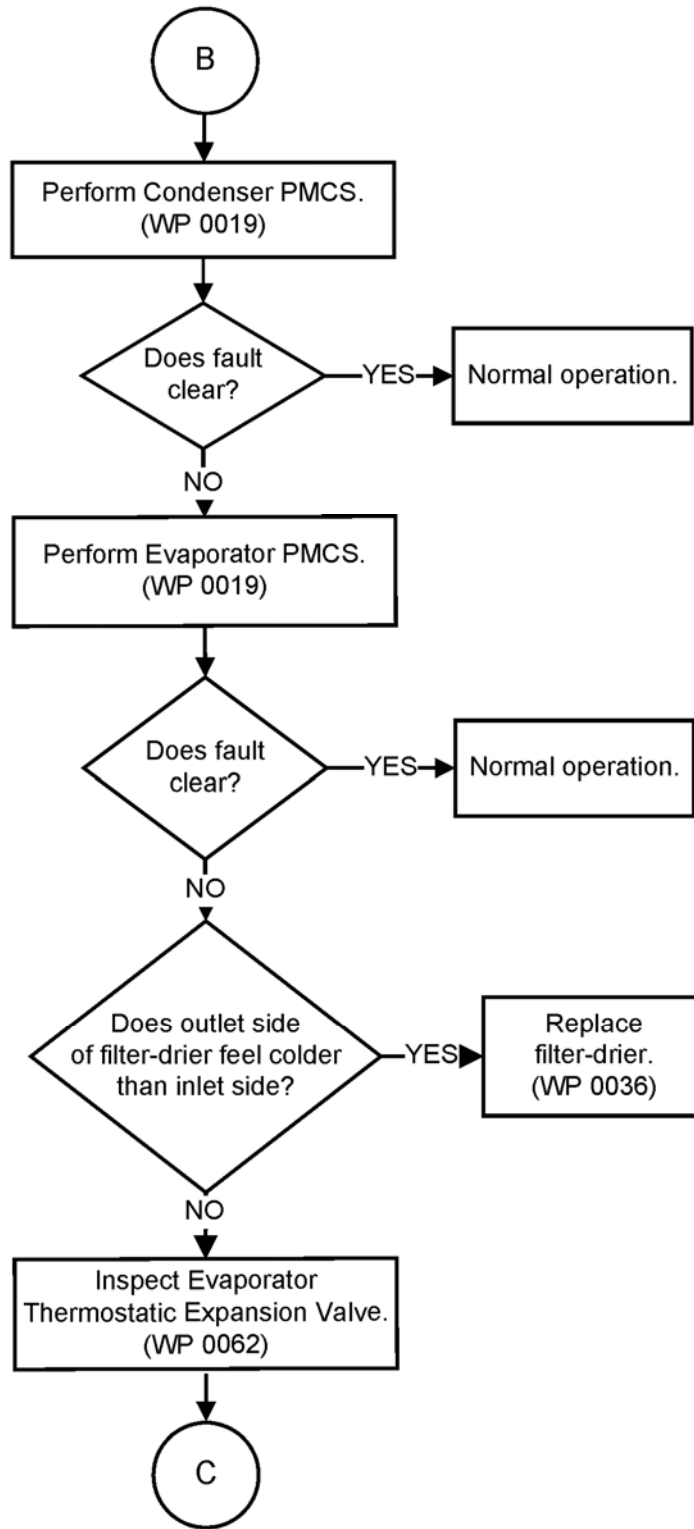 B
Perform Condenser PMCS.
(WP 0019)
Does fault
clear?
YES
Normal operation.
NO
Perform Evaporator PMCS.
(WP 0019)
Does fault
clear?
YES
Normal operation.
NO
Does outlet side
of filter-drier feel colder
than inlet side?
YES
Replace
filter-drier.
(WP 0036)
NO
Inspect Evaporator
Thermostatic Expansion Valve.
(WP 0062)
C